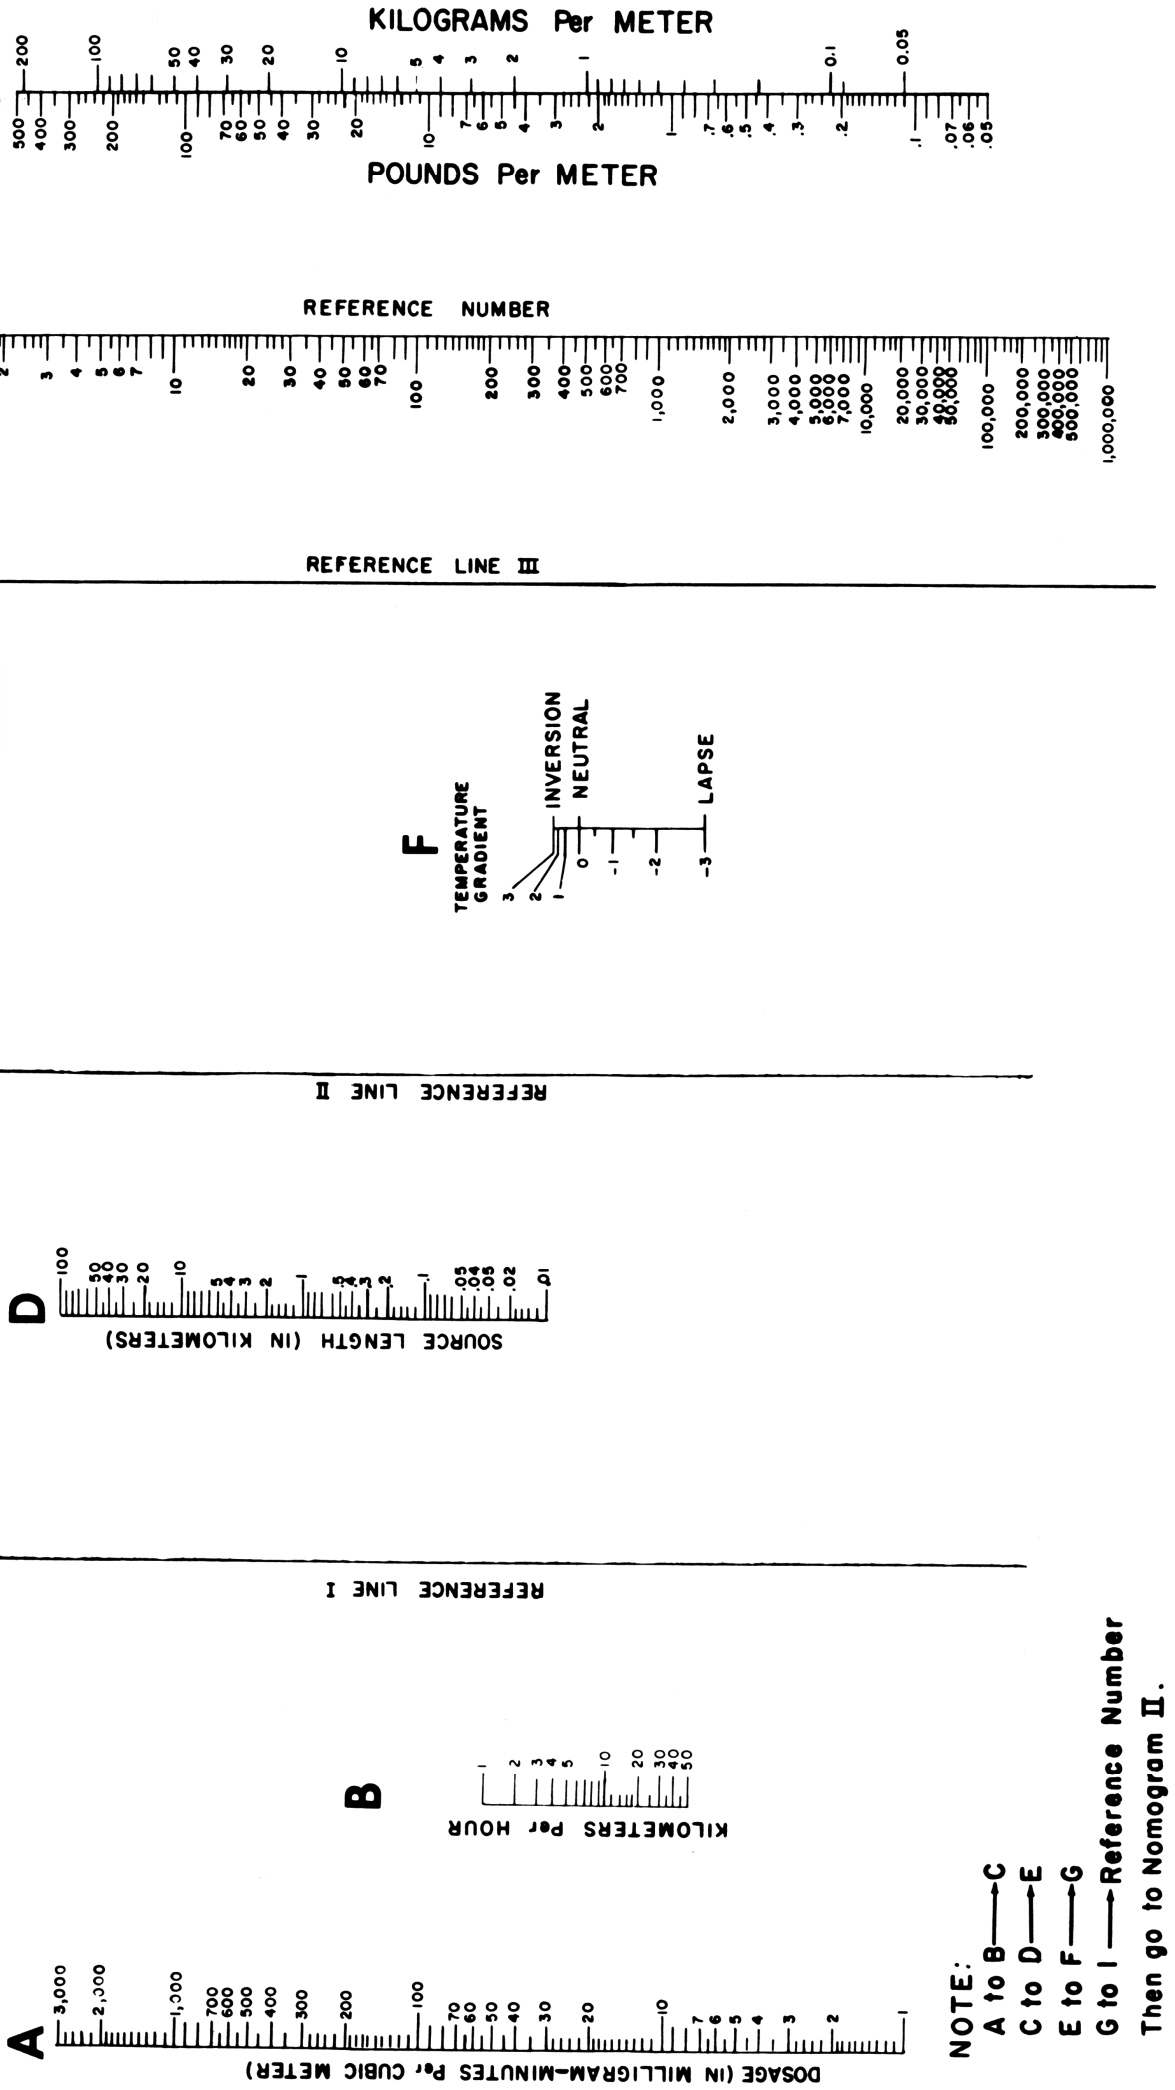 KILOGRAMS Per METER
200 100 50 40 30 20 10 5 4 3 2 1 0.1 0.05
500 400 300 200 100 70 60 50 40 30 20 10 7 6 5 4 3 2 1 .7 .6 .5 .4 .3 .2 .1 .07 .06 .05
POUNDS Per METER
REFERENCE NUMBER
2 3 4 5 6 7 10 20 30 40 50 60 70 100 200 300 400 500 600 700 1,000 2,000 3,000 4,000 5,000 6,000 7,000 10,000 20,000 30,000 40,000 50,000 100,000 200,000 300,000 400,000 500,000 1,000,000
REFERENCE LINE III
F
TEMPERATURE
GRADIENT
3 2 1 0 -1 -2 -3
INVERSION
NEUTRAL
LAPSE
REFERENCE LINE II
D
100 50 40 30 20 10 5 4 3 2 1 .5 .4 .3 .2 .1 .05 .04 .05 .02 .01
SOURCE LENGTH (IN KILOMETERS)
REFERENCE LINE I
B
1 2 3 4 5 10 20 30 40 50
KILOMETERS Per HOUR
A
3,000 2,000 1,000 700 600 500 400 300 200 100 70 60 50 40 30 20 10 7 6 5 4 3 2 1
DOSAGE (IN MILLIGRAM-MINUTES Per CUBIC METER)
NOTE:
A to B→C
C to D→E
E to F→G
G to I→Reference Number
Then go to Nomogram II.